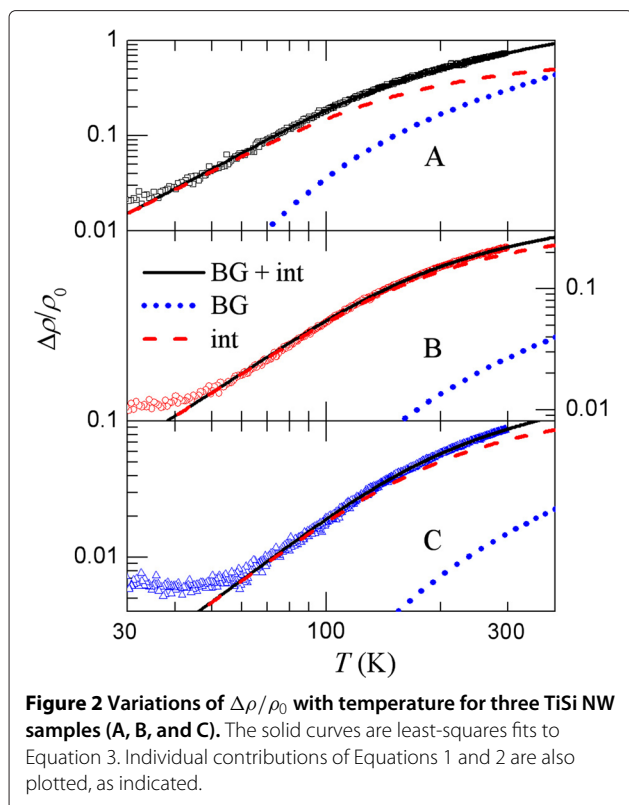 1
0.1
A
0.01
BG + int
BG
int
Δρ/ρ₀
0.1
B
0.01
0.1
0.1
C
0.01
30 100 300
T (K)
Figure 2 Variations of Δρ/ρ₀ with temperature for three TiSi NW
samples (A, B, and C). The solid curves are least-squares fits to
Equation 3. Individual contributions of Equations 1 and 2 are also
plotted, as indicated.